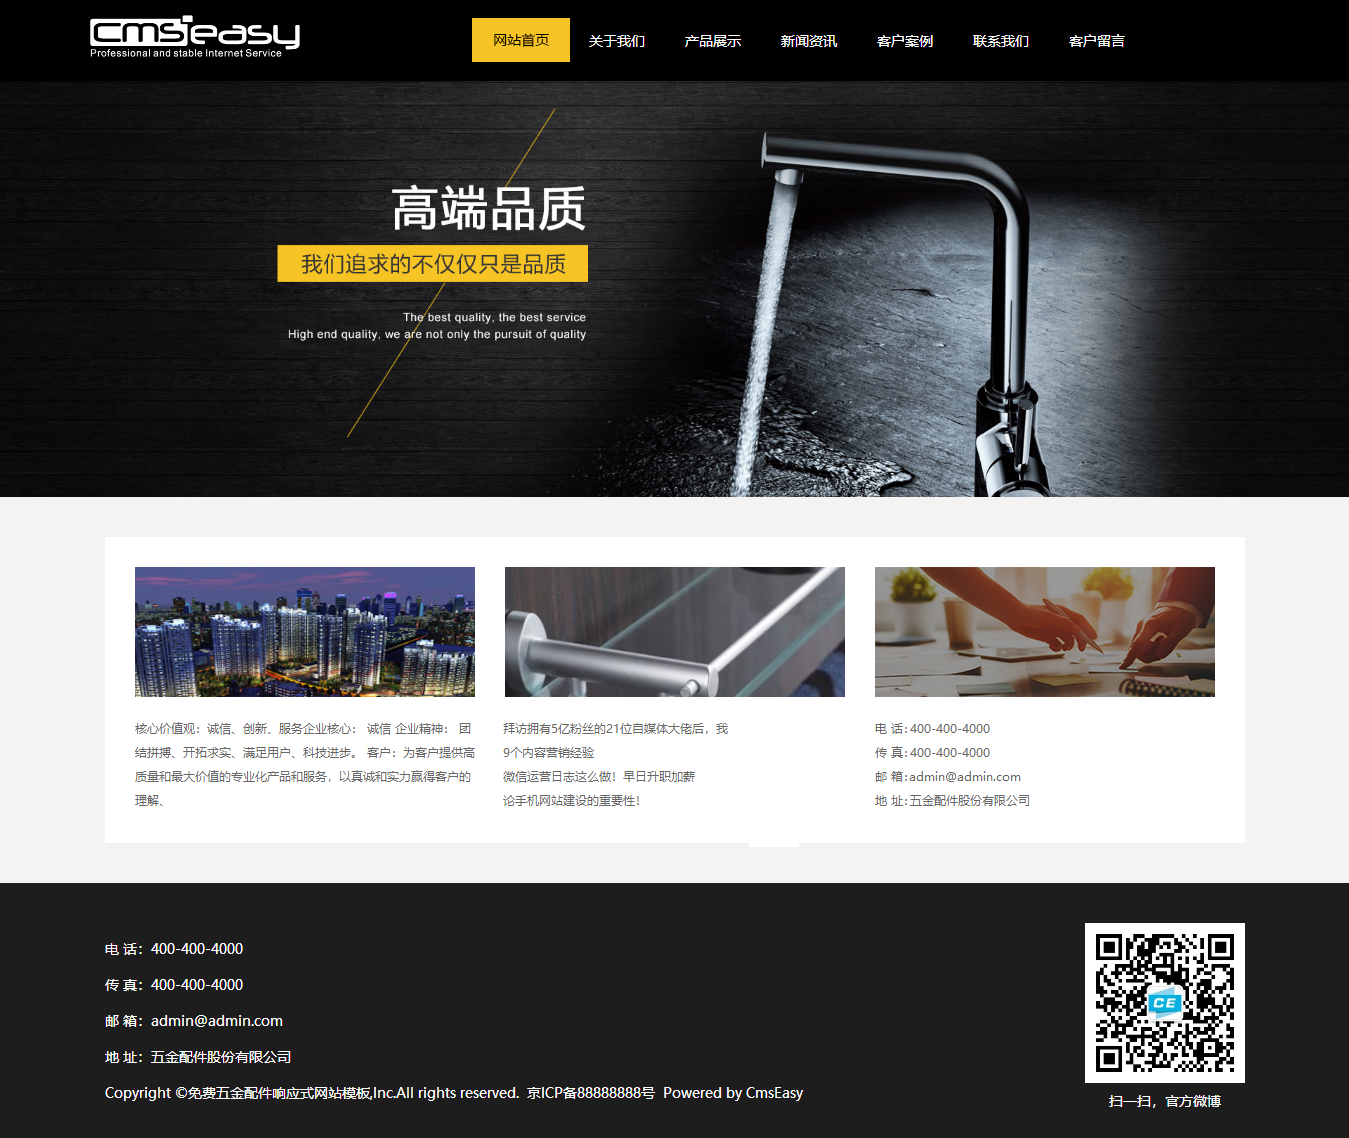 cmseasy
Professional and stable Internet Service
网站首页
关于我们
产品展示
新闻资讯
客户案例
联系我们
客户留言
高端品质
我们追求的不仅仅只是品质
The best quality, the best service
High end quality, we are not only the pursuit of quality
核心价值观：诚信、创新、服务企业核心： 诚信 企业精神： 团
结拼搏、开拓求实、满足用户、科技进步。 客户：为客户提供高
质量和最大价值的专业化产品和服务，以真诚和实力赢得客户的
理解、
拜访拥有5亿粉丝的21位自媒体大佬后，我
9个内容营销经验
微信运营日志这么做！早日升职加薪
论手机网站建设的重要性！
电 话:400-400-4000
传 真:400-400-4000
邮 箱:admin@admin.com
地 址:五金配件股份有限公司
电 话：400-400-4000
传 真：400-400-4000
邮 箱：admin@admin.com
地 址：五金配件股份有限公司
Copyright ©免费五金配件响应式网站模板,Inc.All rights reserved. 京ICP备88888888号 Powered by CmsEasy
CE
扫一扫，官方微博